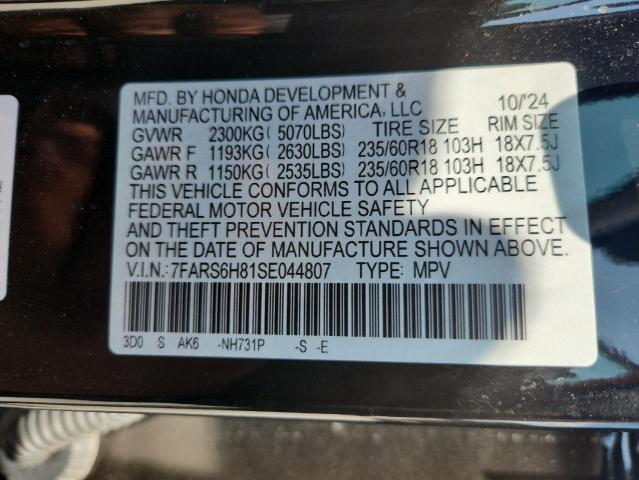 MFD. BY HONDA DEVELOPMENT &
MANUFACTURING OF AMERICA, LLC 10/'24
GVWR 2300KG( 5070LBS) TIRE SIZE RIM SIZE
GAWR F 1193KG( 2630LBS) 235/60R18 103H 18X7.5J
GAWR R 1150KG( 2535LBS) 235/60R18 103H 18X7.5J
THIS VEHICLE CONFORMS TO ALL APPLICABLE
FEDERAL MOTOR VEHICLE SAFETY
AND THEFT PREVENTION STANDARDS IN EFFECT
ON THE DATE OF MANUFACTURE SHOWN ABOVE.
V.I.N.:7FARS6H81SE044807 TYPE: MPV
3D0 S AK6 -NH731P -S -E